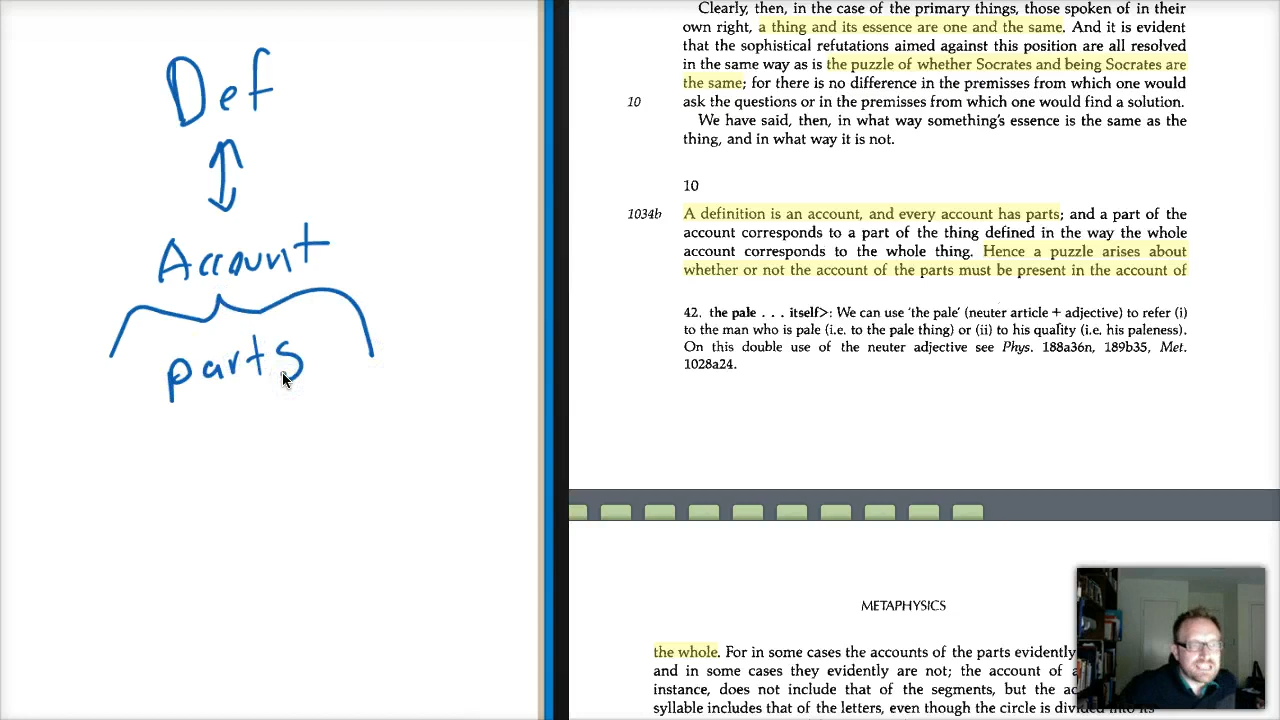 Def
Account
parts
Clearly, then, in the case of the primary things, those spoken of in their
own right, a thing and its essence are one and the same. And it is evident
that the sophistical refutations aimed against this position are all resolved
in the same way as is the puzzle of whether Socrates and being Socrates are
the same; for there is no difference in the premisses from which one would
10 ask the questions or in the premisses from which one would find a solution.
We have said, then, in what way something's essence is the same as the
thing, and in what way it is not.
10
1034b A definition is an account, and every account has parts; and a part of the
account corresponds to a part of the thing defined in the way the whole
account corresponds to the whole thing. Hence a puzzle arises about
whether or not the account of the parts must be present in the account of
42. the pale . . . itself>: We can use 'the pale' (neuter article + adjective) to refer (i)
to the man who is pale (i.e. to the pale thing) or (ii) to his quality (i.e. his paleness).
On this double use of the neuter adjective see Phys. 188a36n, 189b35, Met.
1028a24.
METAPHYSICS
the whole. For in some cases the accounts of the parts evidently
and in some cases they evidently are not; the account of a
instance, does not include that of the segments, but the
syllable includes that of the letters, even though the circle is